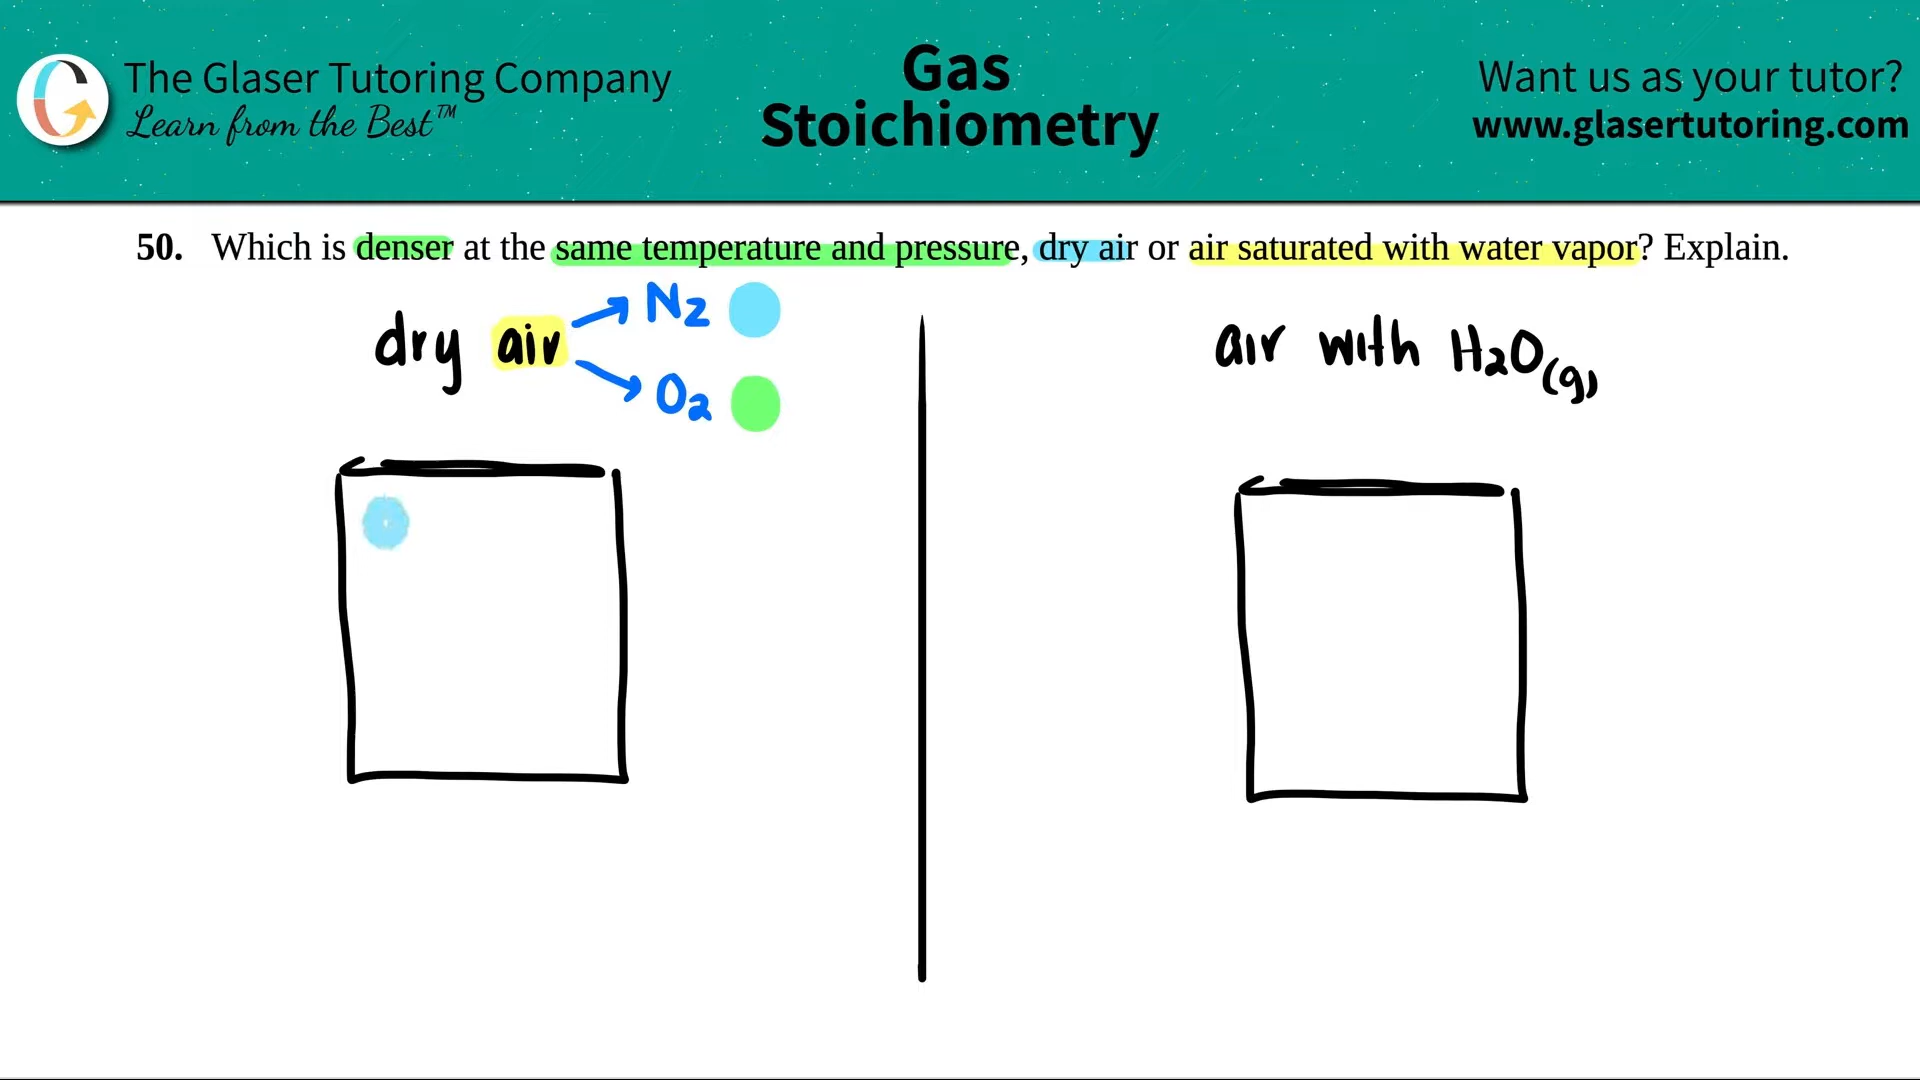 The Glaser Tutoring Company
Learn from the Best™
Gas
Stoichiometry
Want us as your tutor?
www.glasertutoring.com
50. Which is denser at the same temperature and pressure, dry air or air saturated with water vapor? Explain.
dry air
N2
O2
air with H2O(g)